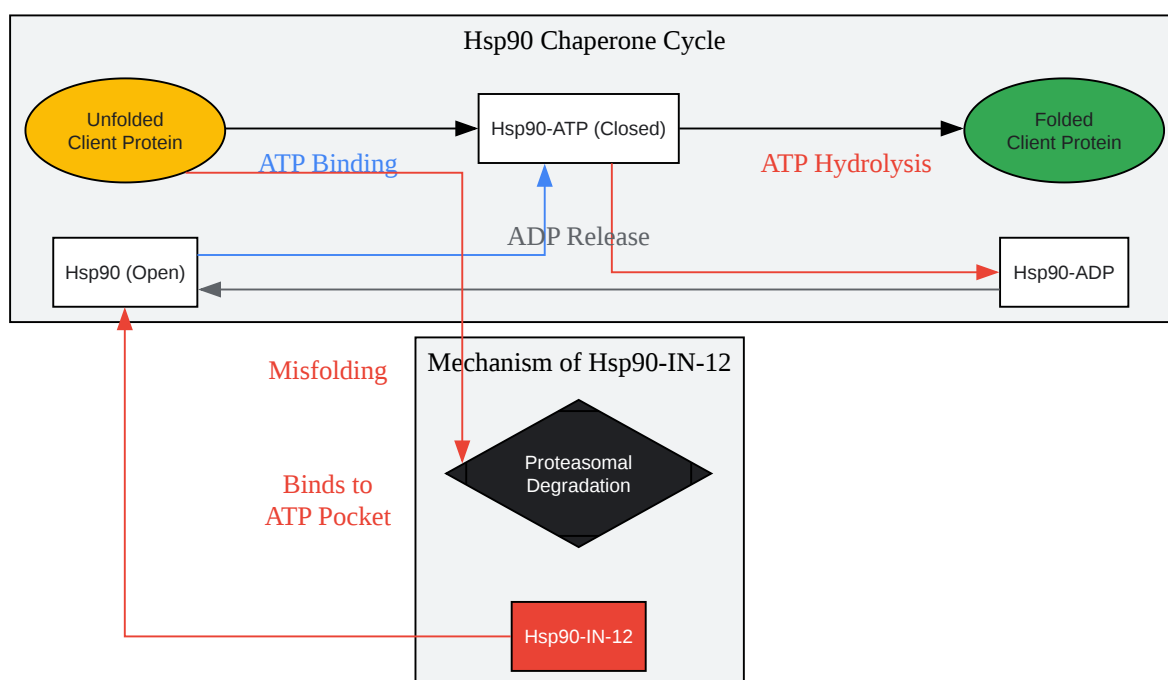 Hsp90 Chaperone Cycle
Unfolded
Client Protein
Hsp90-ATP (Closed)
Folded
Client Protein
ATP Binding
ATP Hydrolysis
ADP Release
Hsp90 (Open)
Hsp90-ADP
Mechanism of Hsp90-IN-12
Misfolding
Proteasomal
Degradation
Binds to
ATP Pocket
Hsp90-IN-12